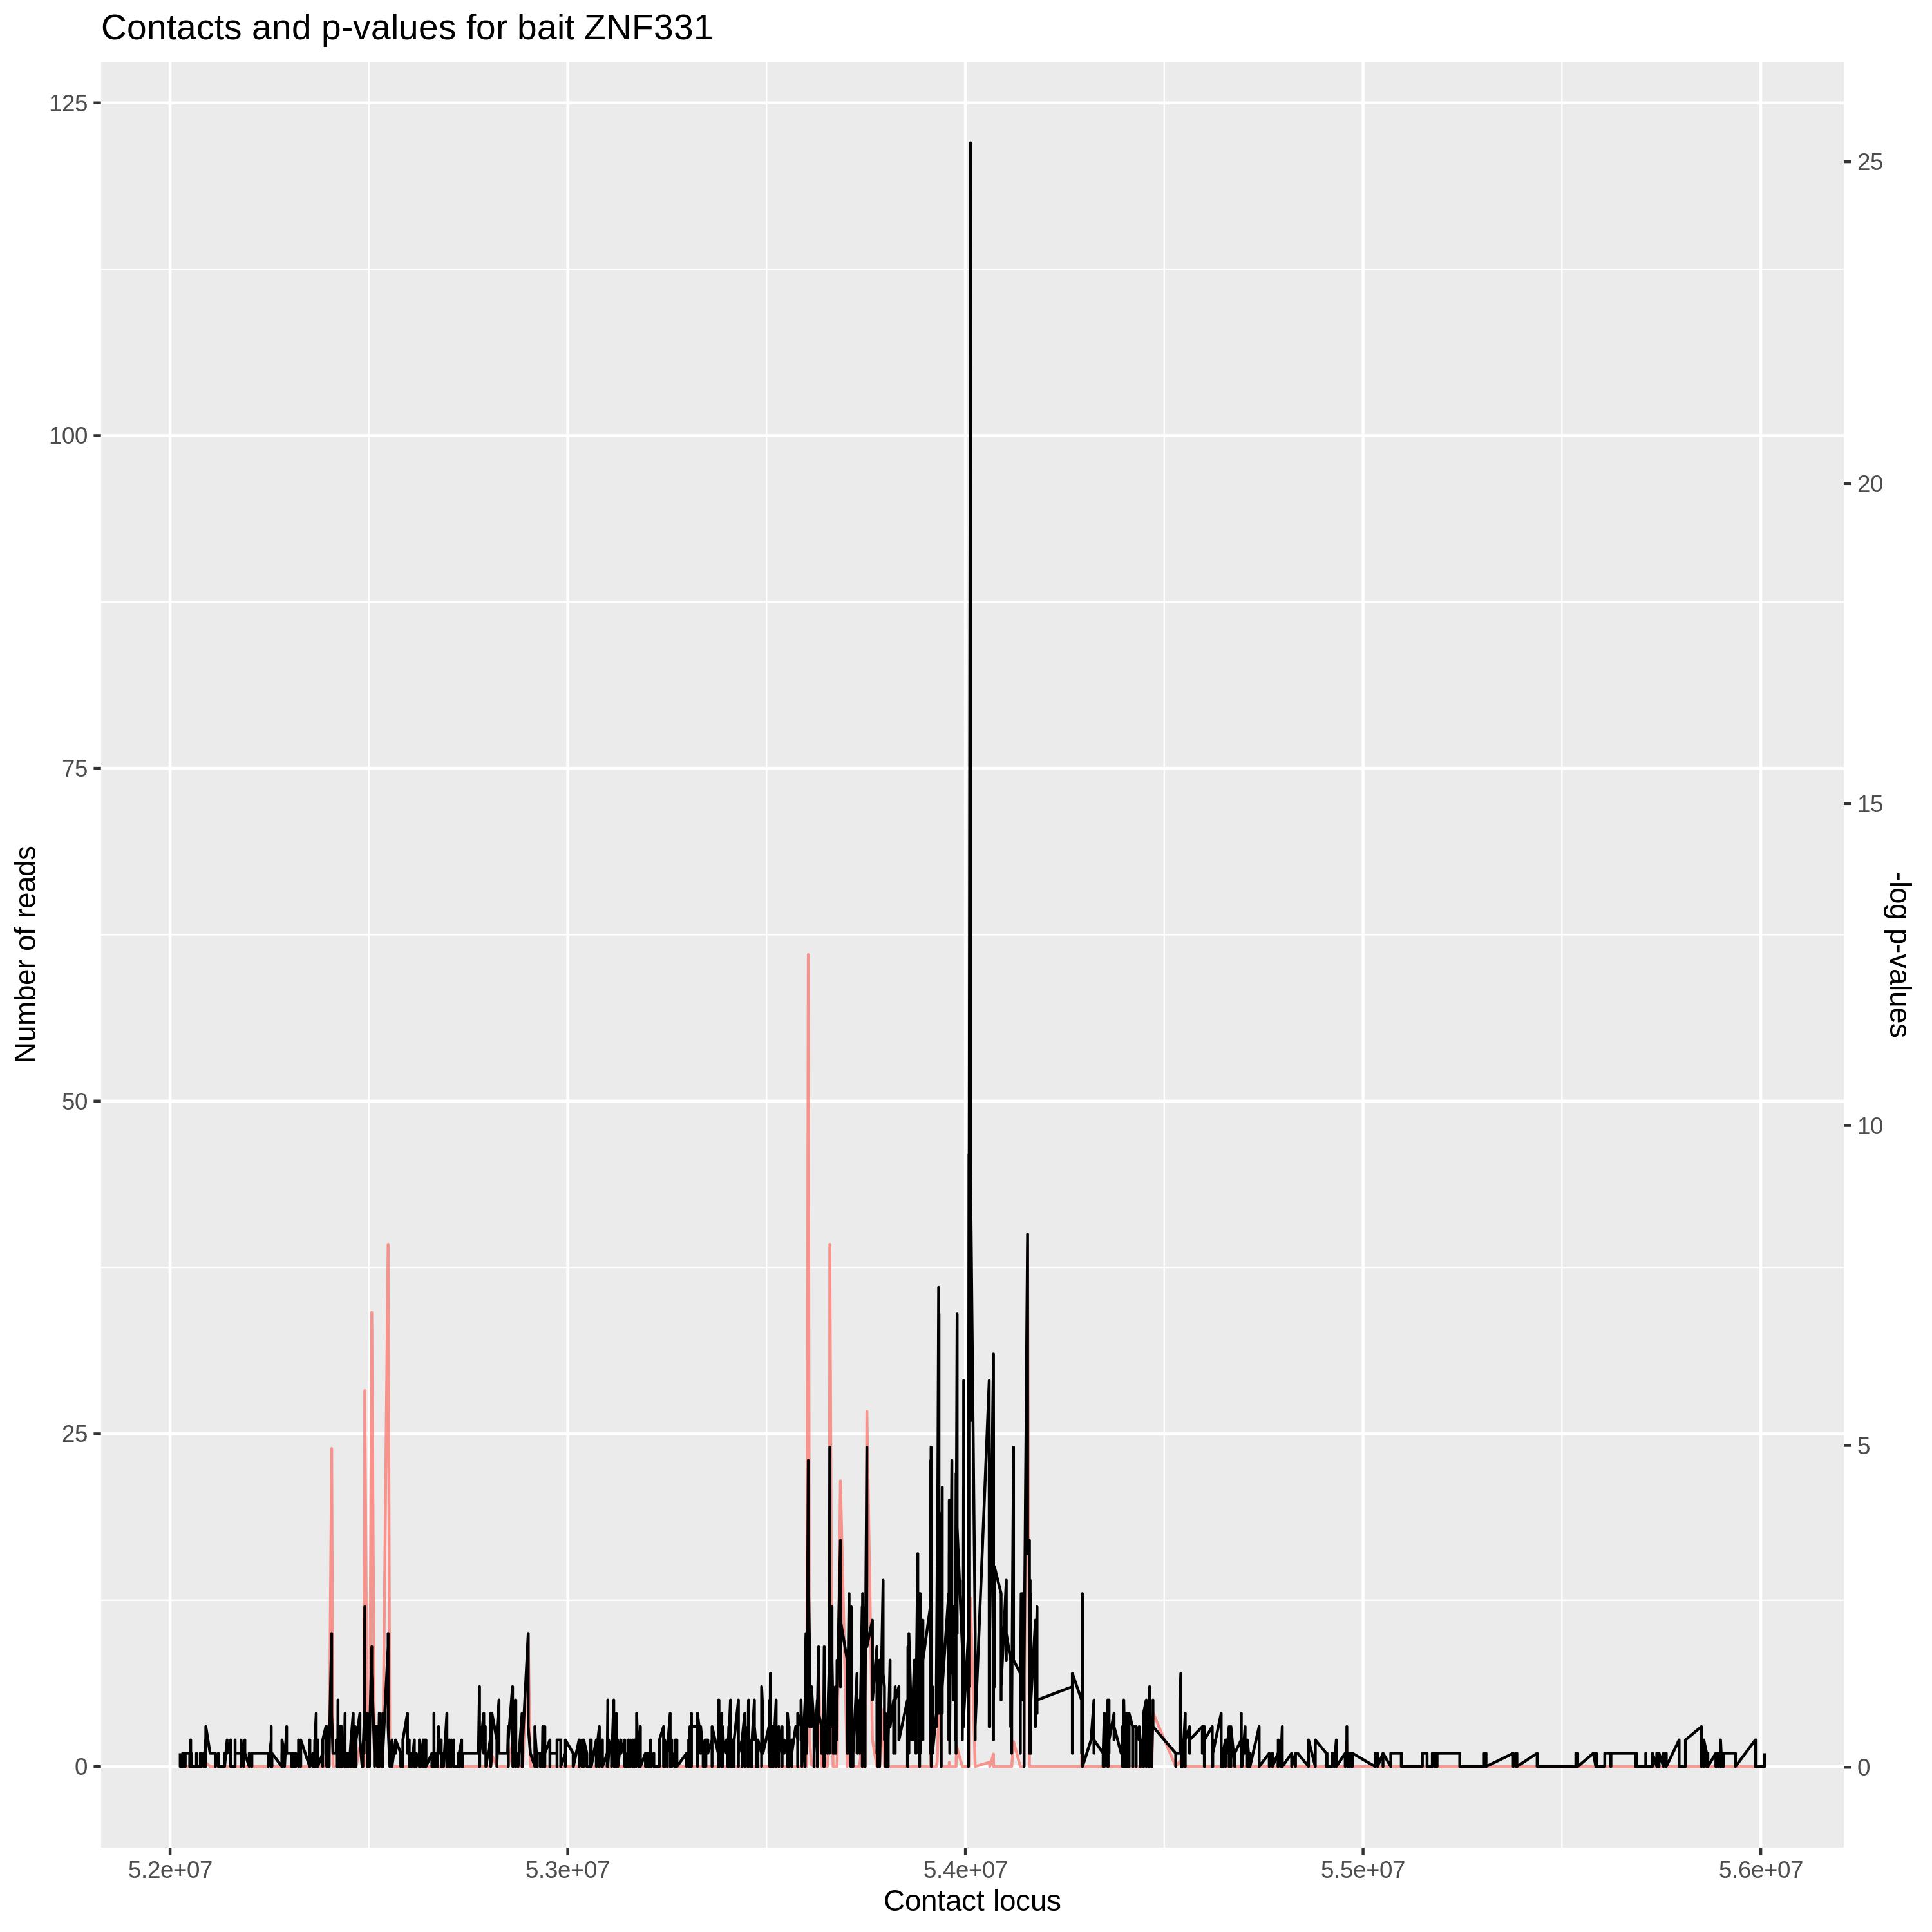 Contacts and p-values for bait ZNF331
125
100
75
50
25
0
Number of reads
25
20
15
10
5
0
-log p-values
5.2e+07 5.3e+07 5.4e+07 5.5e+07 5.6e+07
Contact locus